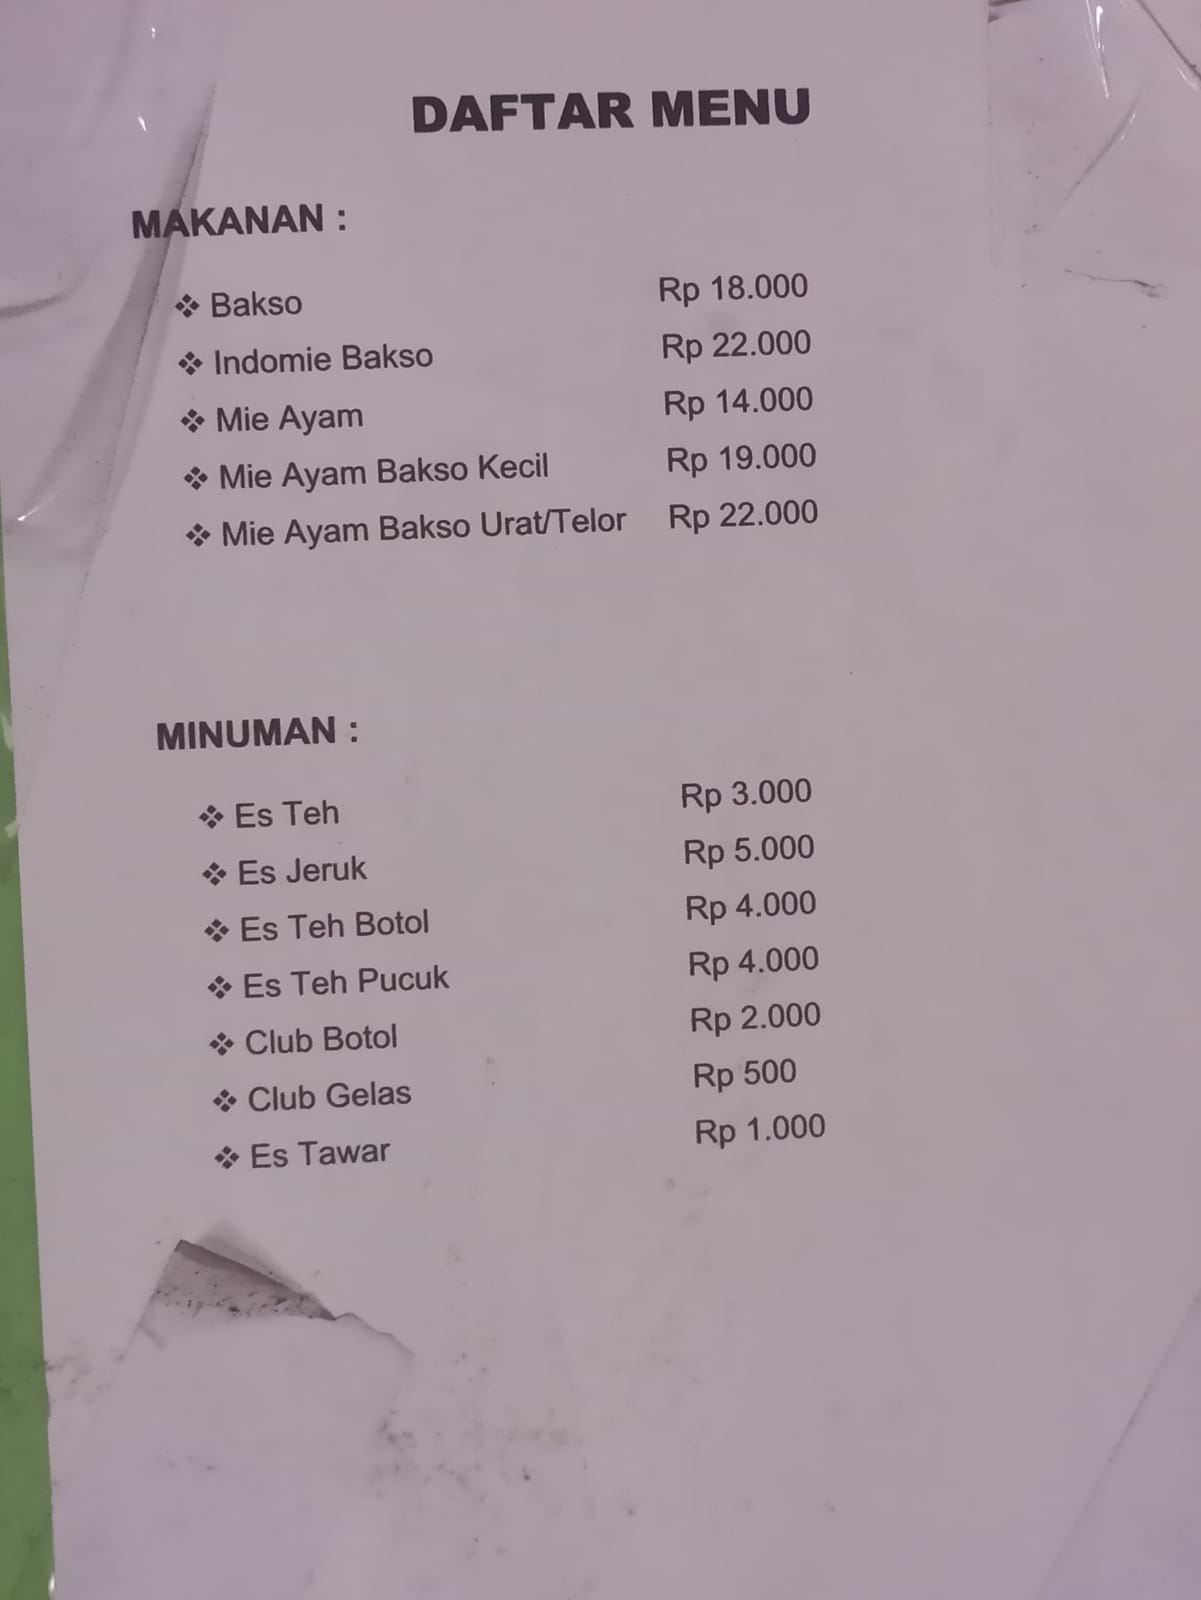 DAFTAR MENU
MAKANAN :
❖ Bakso Rp 18.000
❖ Indomie Bakso Rp 22.000
❖ Mie Ayam Rp 14.000
❖ Mie Ayam Bakso Kecil Rp 19.000
❖ Mie Ayam Bakso Urat/Telor Rp 22.000
MINUMAN :
❖ Es Teh Rp 3.000
❖ Es Jeruk Rp 5.000
❖ Es Teh Botol Rp 4.000
❖ Es Teh Pucuk Rp 4.000
❖ Club Botol Rp 2.000
❖ Club Gelas Rp 500
❖ Es Tawar Rp 1.000